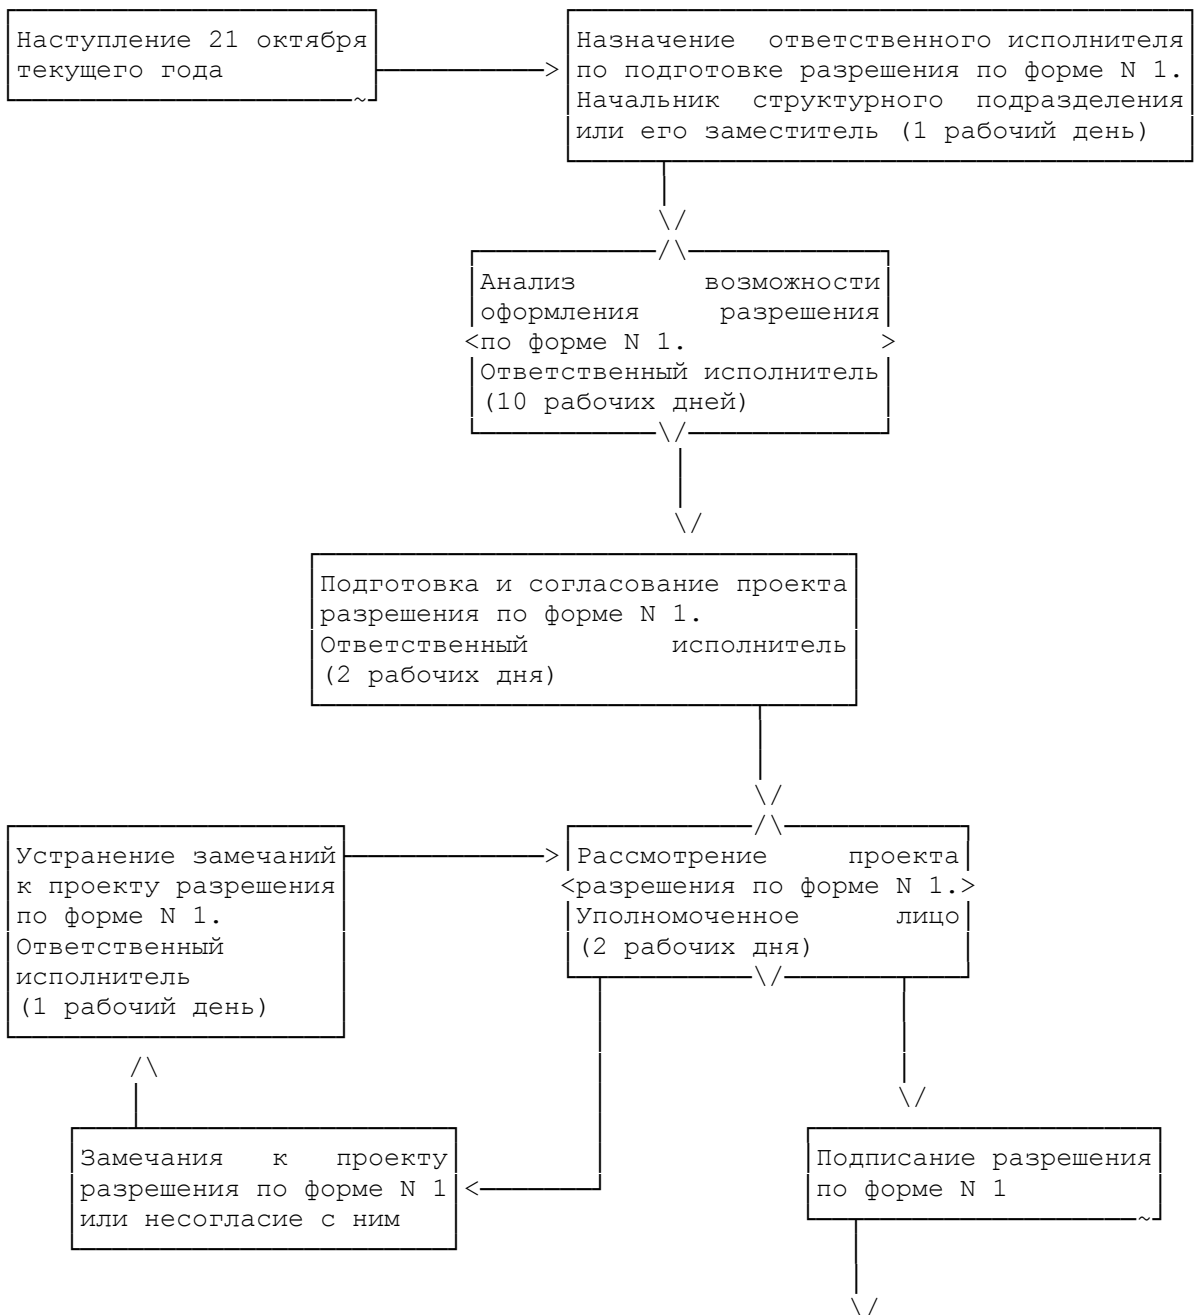 Наступление 21 октября
текущего года
Назначение ответственного исполнителя
по подготовке разрешения по форме N 1.
Начальник структурного подразделения
или его заместитель (1 рабочий день)
Анализ возможности
оформления разрешения
по форме N 1.
Ответственный исполнитель
(10 рабочих дней)
Подготовка и согласование проекта
разрешения по форме N 1.
Ответственный исполнитель
(2 рабочих дня)
Устранение замечаний
к проекту разрешения
по форме N 1.
Ответственный
исполнитель
(1 рабочий день)
Рассмотрение проекта
разрешения по форме N 1.
Уполномоченное лицо
(2 рабочих дня)
Замечания к проекту
разрешения по форме N 1
или несогласие с ним
Подписание разрешения
по форме N 1